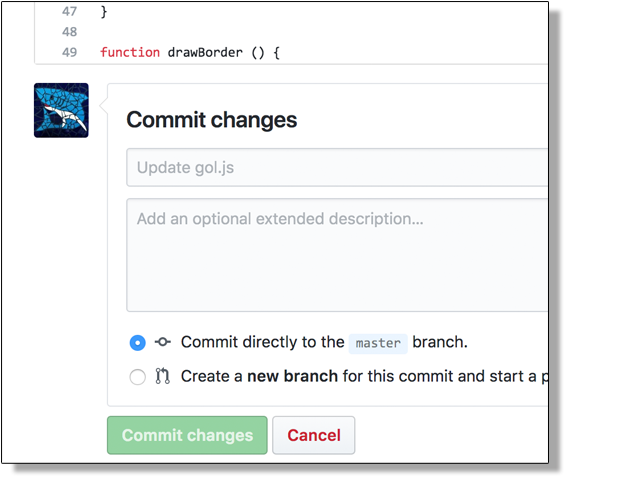 47 }
48
49 function drawBorder () {
Commit changes
Update gol.js
Add an optional extended description...
Commit directly to the master branch.
Create a new branch for this commit and start a p
Commit changes Cancel